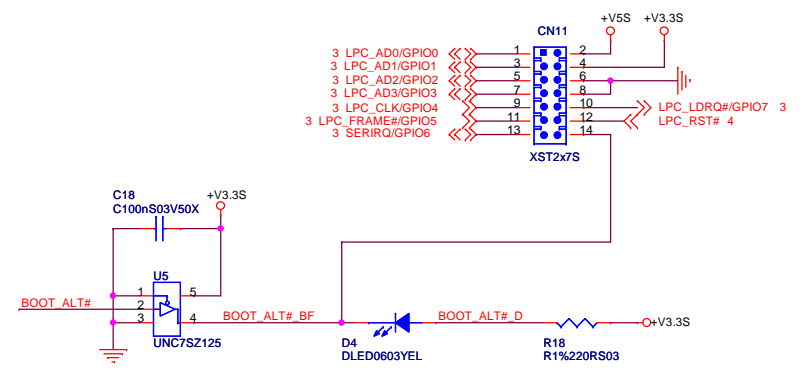 +V5S +V3.3S
CN11
3 LPC_AD0/GPIO0 1 2
3 LPC_AD1/GPIO1 3 4
3 LPC_AD2/GPIO2 5 6
3 LPC_AD3/GPIO3 7 8
3 LPC_CLK/GPIO4 9 10 LPC_LDRQ#/GPIO7 3
3 LPC_FRAME#/GPIO5 11 12 LPC_RST# 4
3 SERIRQ/GPIO6 13 14
XST2x7S
C18 +V3.3S
C100nS03V50X
U5
1 5
BOOT_ALT# 2
3 4 BOOT_ALT#_BF BOOT_ALT#_D +V3.3S
UNC7SZ125
D4 R18
DLED0603YEL R1%220RS03